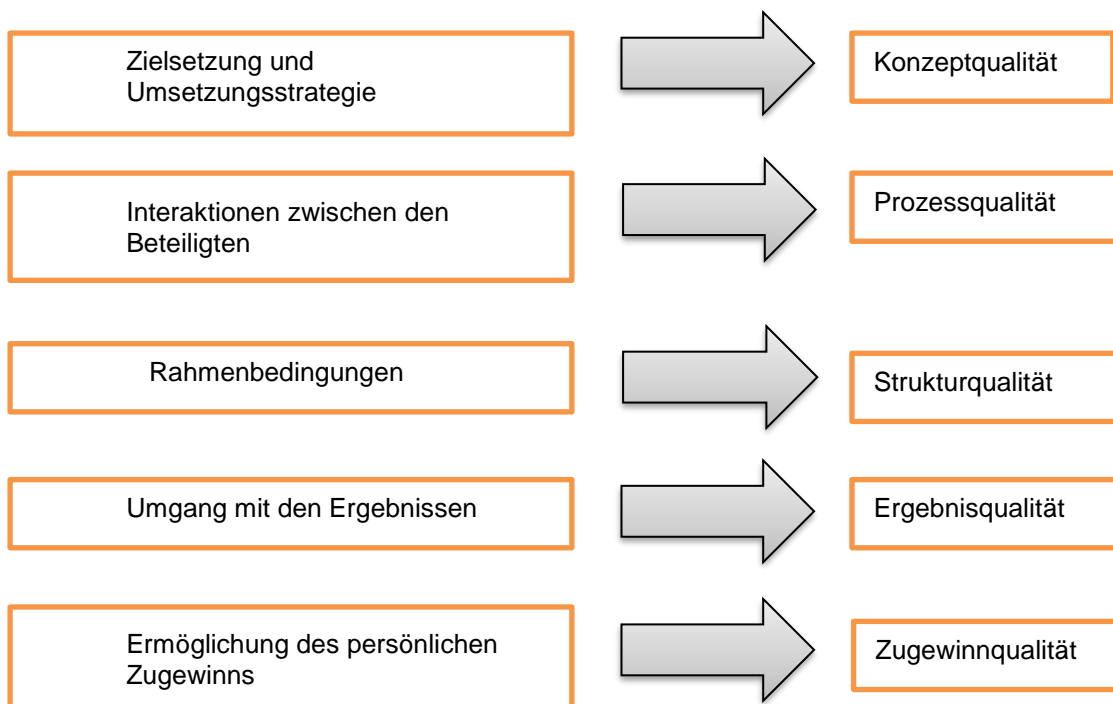 Zielsetzung und
Umsetzungsstrategie
Konzeptqualität
Interaktionen zwischen den
Beteiligten
Prozessqualität
Rahmenbedingungen
Strukturqualität
Umgang mit den Ergebnissen
Ergebnisqualität
Ermöglichung des persönlichen
Zugewinns
Zugewinnqualität